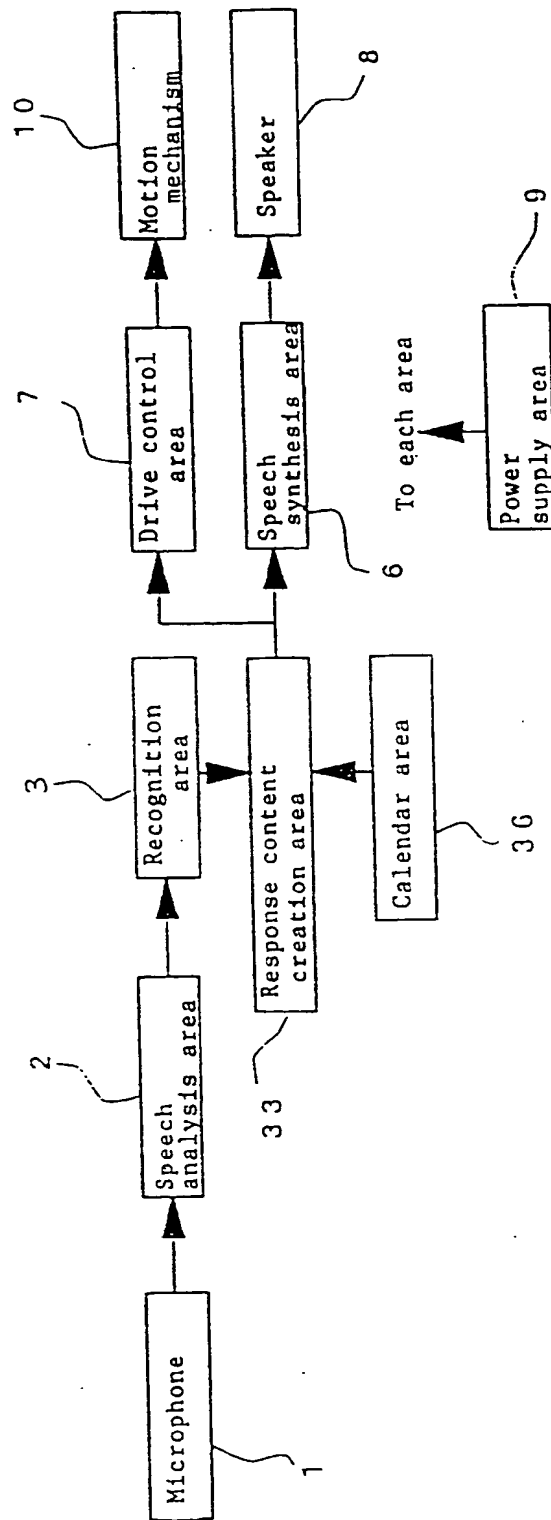 1
Microphone
2
Speech
analysis area
3
Recognition
area
33
Response content
creation area
36
Calendar area
7
Drive control
area
6
Speech
synthesis area
10
Motion
mechanism
Speaker
8
To each area
9
Power
supply area